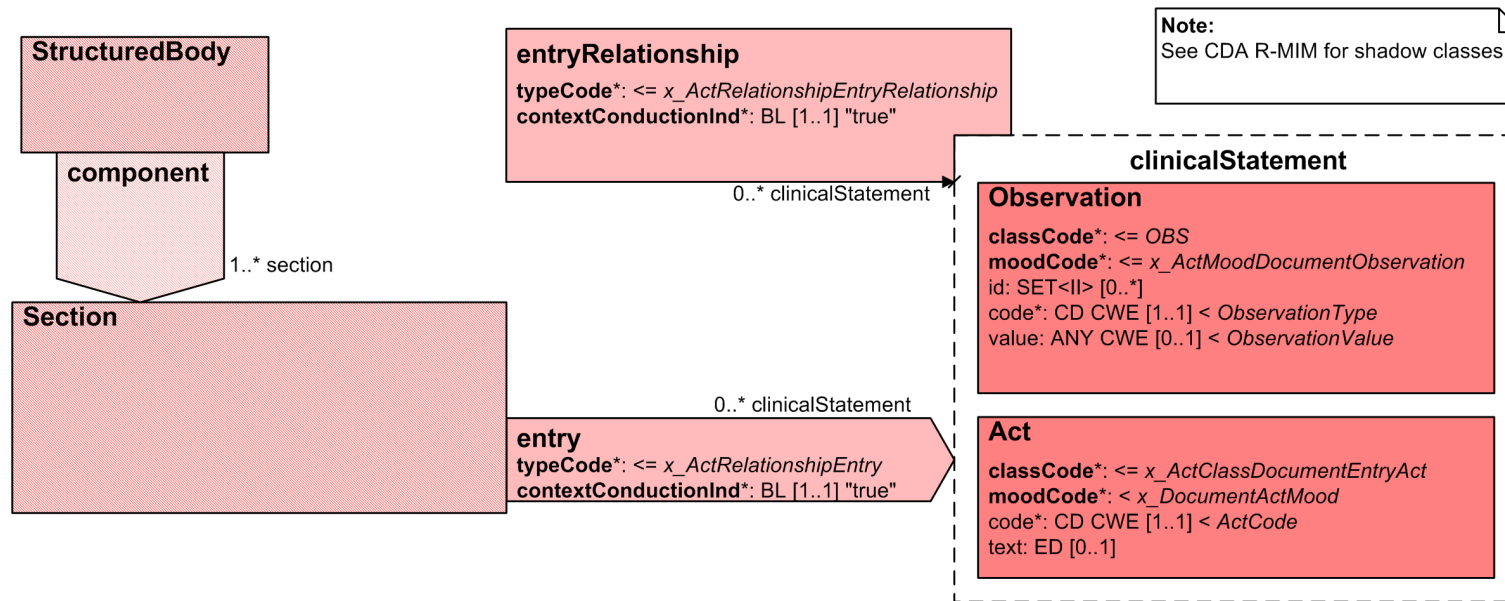 StructuredBody
component
1..* section
Section
entryRelationship
typeCode*: <= x_ActRelationshipEntryRelationship
contextConductionInd*: BL [1..1] "true"
0..* clinicalStatement
0..* clinicalStatement
entry
typeCode*: <= x_ActRelationshipEntry
contextConductionInd*: BL [1..1] "true"
Note:
See CDA R-MIM for shadow classes
clinicalStatement
Observation
classCode*: <= OBS
moodCode*: <= x_ActMoodDocumentObservation
id: SET<II> [0..*]
code*: CD CWE [1..1] < ObservationType
value: ANY CWE [0..1] < ObservationValue
Act
classCode*: <= x_ActClassDocumentEntryAct
moodCode*: < x_DocumentActMood
code*: CD CWE [1..1] < ActCode
text: ED [0..1]